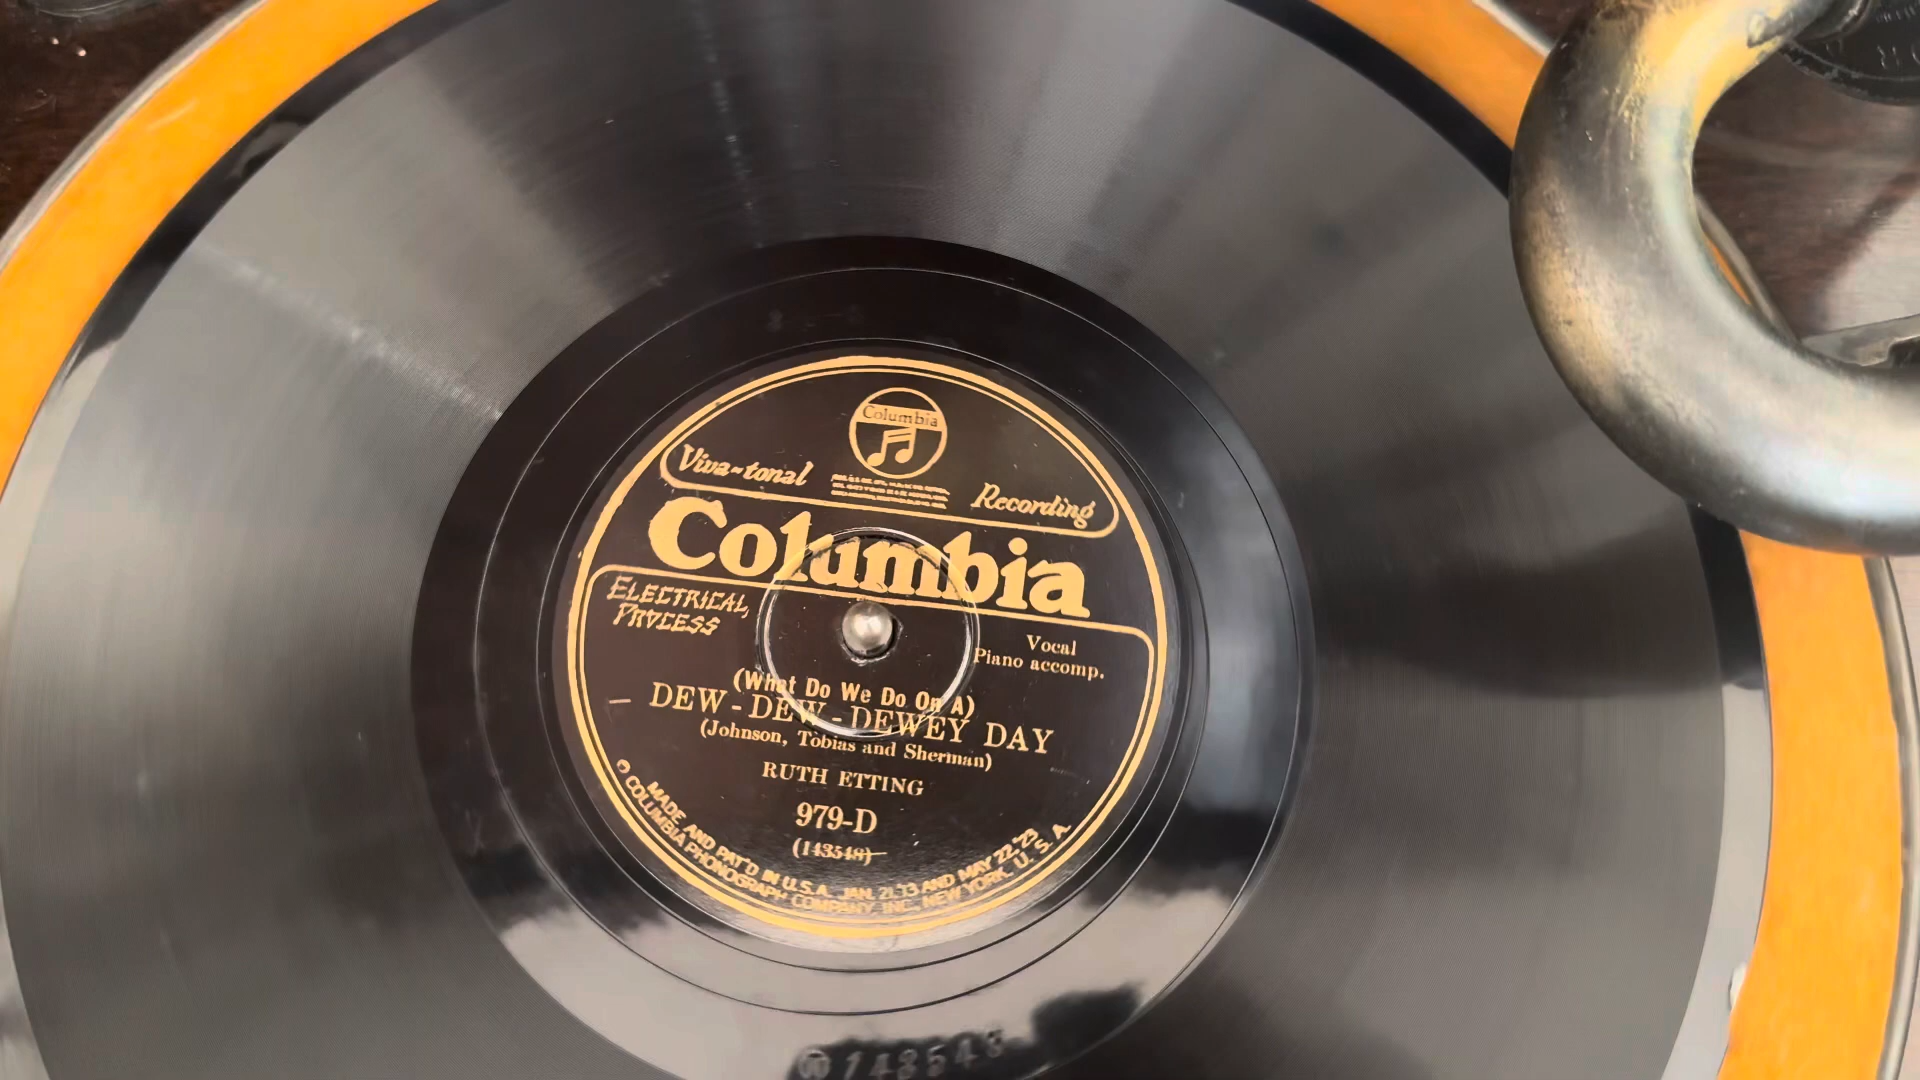 Columbia
Viva-tonal Recording
Columbia
ELECTRICAL
PROCESS
Vocal
Piano accomp.
(What Do We Do On A)
DEW - DEW - DEWEY DAY
(Johnson, Tobias and Sherman)
RUTH ETTING
979-D
(143548)
MADE AND PAT'D IN U.S.A. JAN. 21, '13 AND MAY 22, '23
COLUMBIA PHONOGRAPH COMPANY, INC., NEW YORK, U. S. A.
W 143548